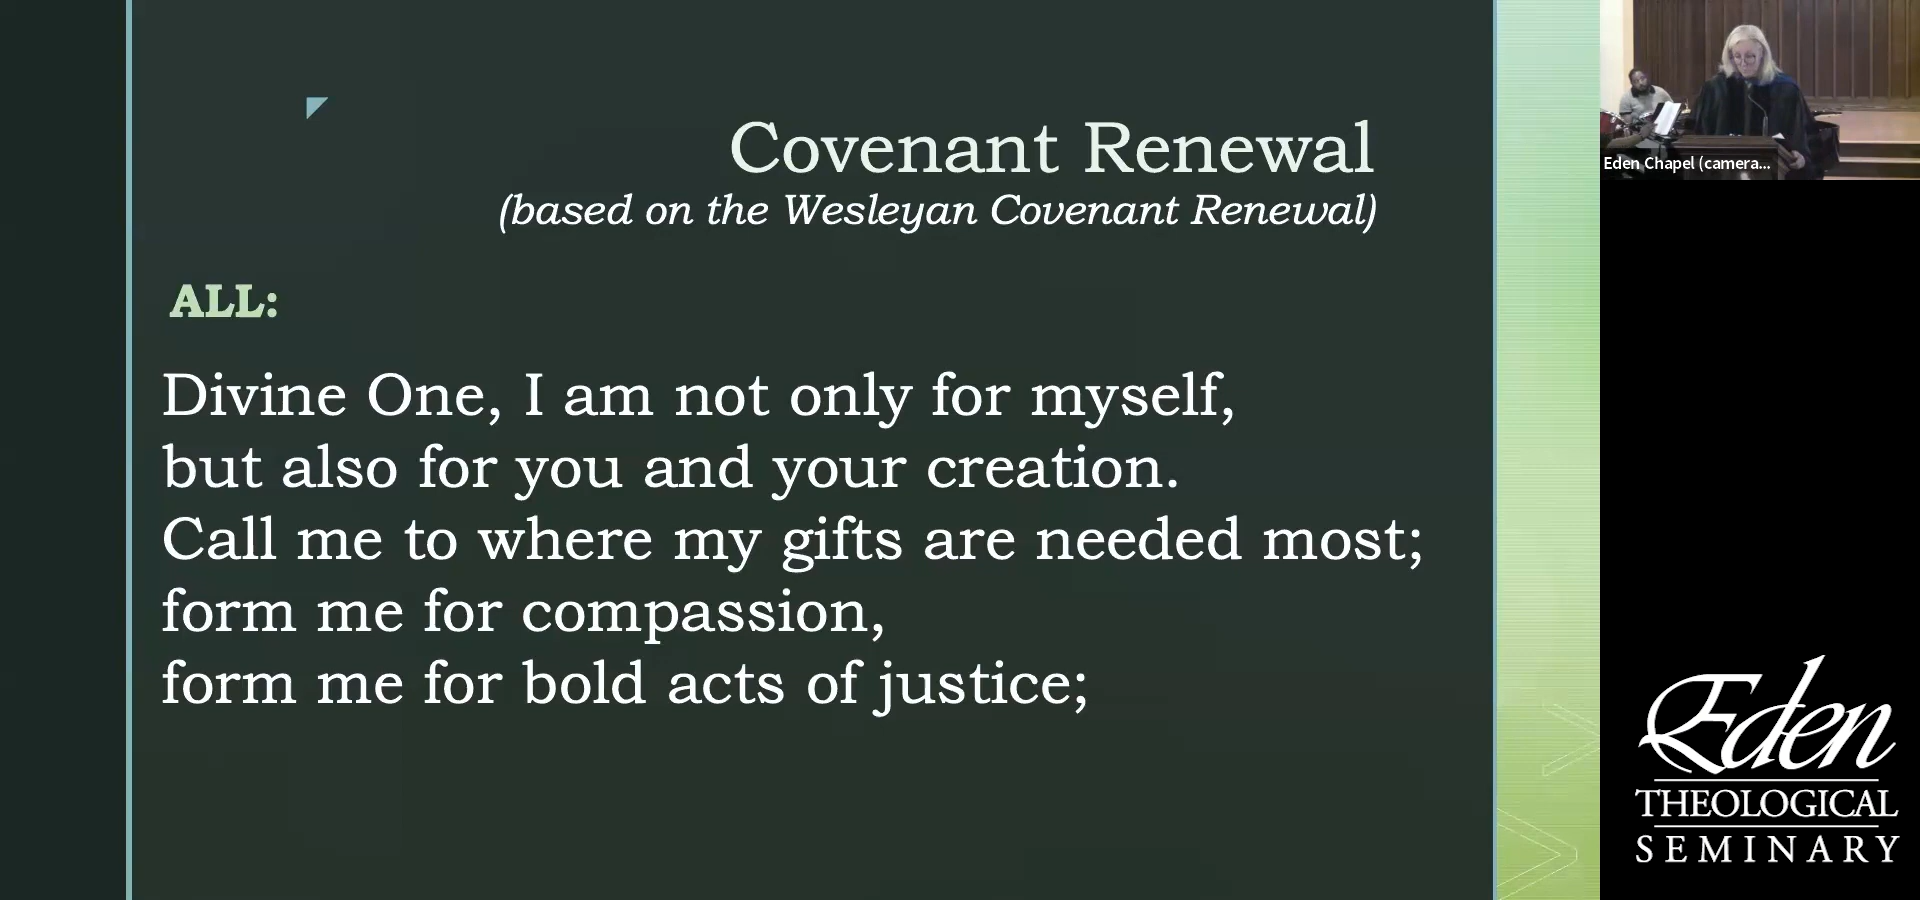 Covenant Renewal
(based on the Wesleyan Covenant Renewal)
ALL:
Divine One, I am not only for myself,
but also for you and your creation.
Call me to where my gifts are needed most;
form me for compassion,
form me for bold acts of justice;
Eden Chapel (camera...
Eden
THEOLOGICAL
SEMINARY